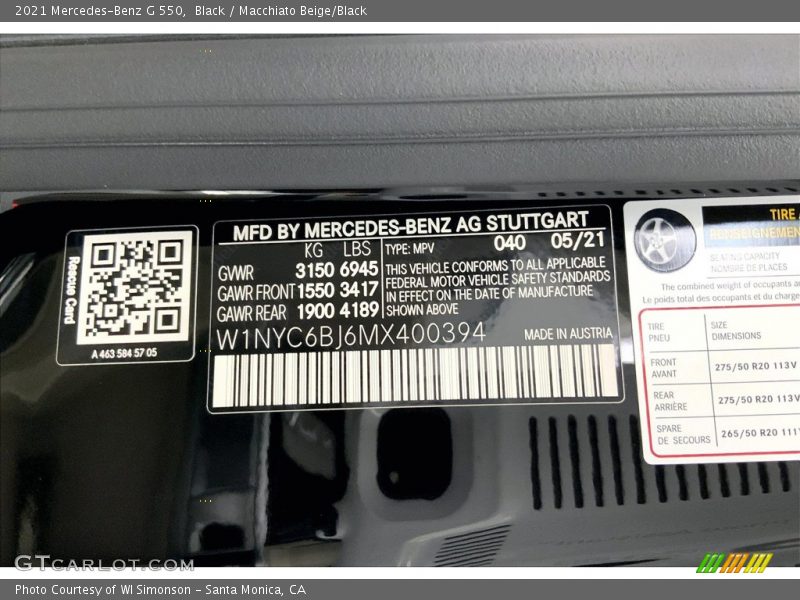 2021 Mercedes-Benz G 550,  Black / Macchiato Beige/Black
Rescue Card
A 463 584 57 05
MFD BY MERCEDES-BENZ AG STUTTGART
KG LBS TYPE: MPV 040 05/21
GVWR 3150 6945
GAWR FRONT 1550 3417
GAWR REAR 1900 4189
THIS VEHICLE CONFORMS TO ALL APPLICABLE
FEDERAL MOTOR VEHICLE SAFETY STANDARDS
IN EFFECT ON THE DATE OF MANUFACTURE
SHOWN ABOVE
W1NYC6BJ6MX400394 MADE IN AUSTRIA
TIRE
RENSEIGNEMEN
SEATING CAPACITY
NOMBRE DE PLACES
The combined weight of occupants a
Le poids total des occupants et du charge
TIRE SIZE
PNEU DIMENSIONS
FRONT
AVANT 275/50 R20 113V
REAR
ARRIÈRE 275/50 R20 113V
SPARE
DE SECOURS 265/50 R20 111
GTCARLOT.COM
Photo Courtesy of WI Simonson - Santa Monica, CA